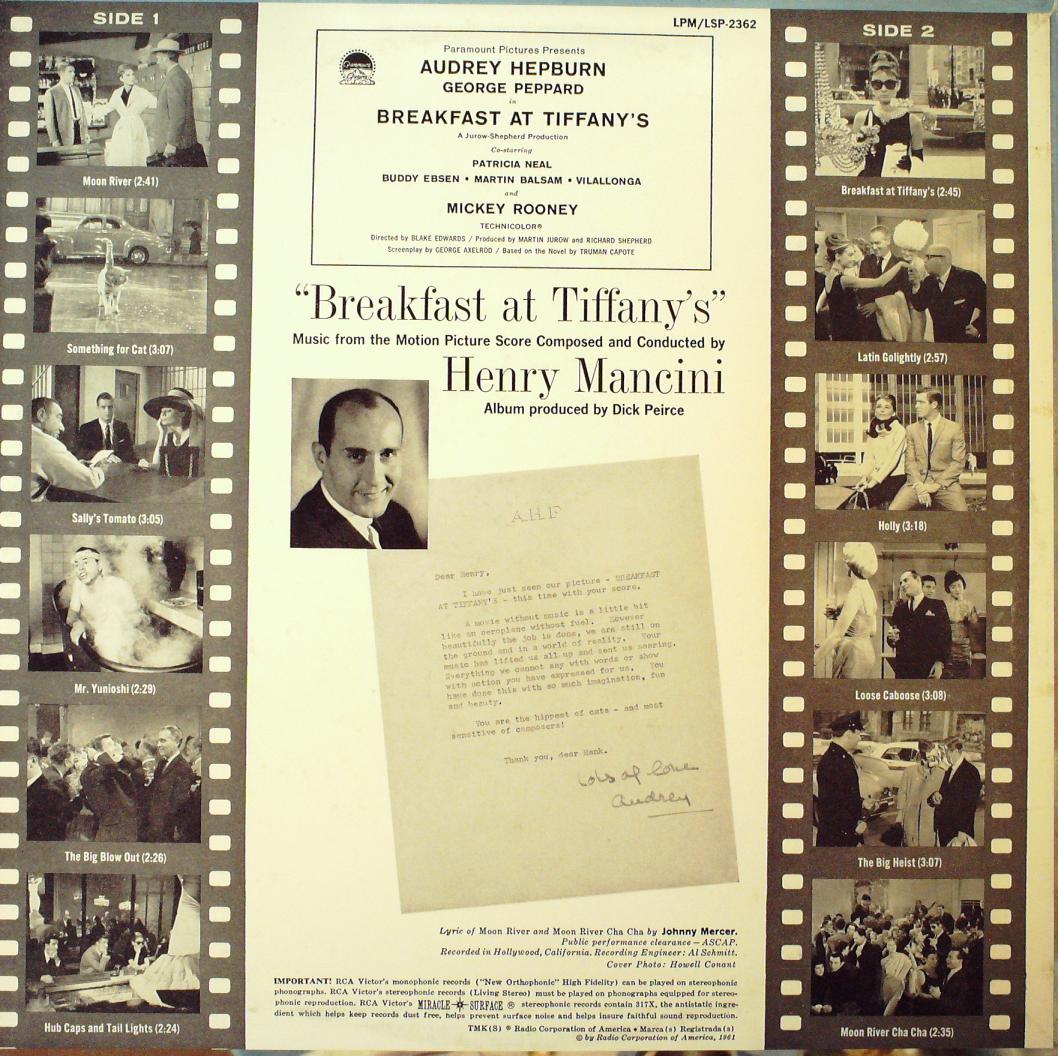 SIDE 1
Moon River (2:41)
Something for Cat (3:07)
Sally's Tomato (3:05)
Mr. Yunioshi (2:29)
The Big Blow Out (2:26)
Hub Caps and Tail Lights (2:24)
LPM/LSP-2362
Paramount Pictures Presents
AUDREY HEPBURN
GEORGE PEPPARD
in
BREAKFAST AT TIFFANY'S
A Jurow-Shepherd Production
Co-starring
PATRICIA NEAL
BUDDY EBSEN • MARTIN BALSAM • VILALLONGA
and
MICKEY ROONEY
TECHNICOLOR®
Directed by BLAKE EDWARDS / Produced by MARTIN JUROW and RICHARD SHEPHERD
Screenplay by GEORGE AXELROD / Based on the Novel by TRUMAN CAPOTE
"Breakfast at Tiffany's"
Music from the Motion Picture Score Composed and Conducted by
Henry Mancini
Album produced by Dick Peirce
A.H.F
Dear Henry,
I have just seen our picture - BREAKFAST
AT TIFFANY'S - this time with your score.
A movie without music is a little bit
like an aeroplane without fuel. However
beautifully the job is done, we are still on
the ground and in a world of reality. Your
music has lifted us all up and sent us soaring.
Everything we cannot say with words or show
with action you have expressed for us. You
have done this with so much imagination, fun
and beauty.
You are the hippest of cats - and most
sensitive of composers!
Thank you, dear Hank.
Lots of love
Audrey
Lyric of Moon River and Moon River Cha Cha by Johnny Mercer.
Public performance clearance — ASCAP.
Recorded in Hollywood, California. Recording Engineer: Al Schmitt.
Cover Photo: Howell Conant
IMPORTANT! RCA Victor's monophonic records ("New Orthophonic" High Fidelity) can be played on stereophonic
phonographs. RCA Victor's stereophonic records (Living Stereo) must be played on phonographs equipped for stereo-
phonic reproduction. RCA Victor's MIRACLE SURFACE ® stereophonic records contain 317X, the antistatic ingre-
dient which helps keep records dust free, helps prevent surface noise and helps insure faithful sound reproduction.
TMK(S) ® Radio Corporation of America • Marca(s) Registrada(s)
© by Radio Corporation of America, 1961
SIDE 2
Breakfast at Tiffany's (2:45)
Latin Golightly (2:57)
Holly (3:18)
Loose Caboose (3:08)
The Big Heist (3:07)
Moon River Cha Cha (2:35)